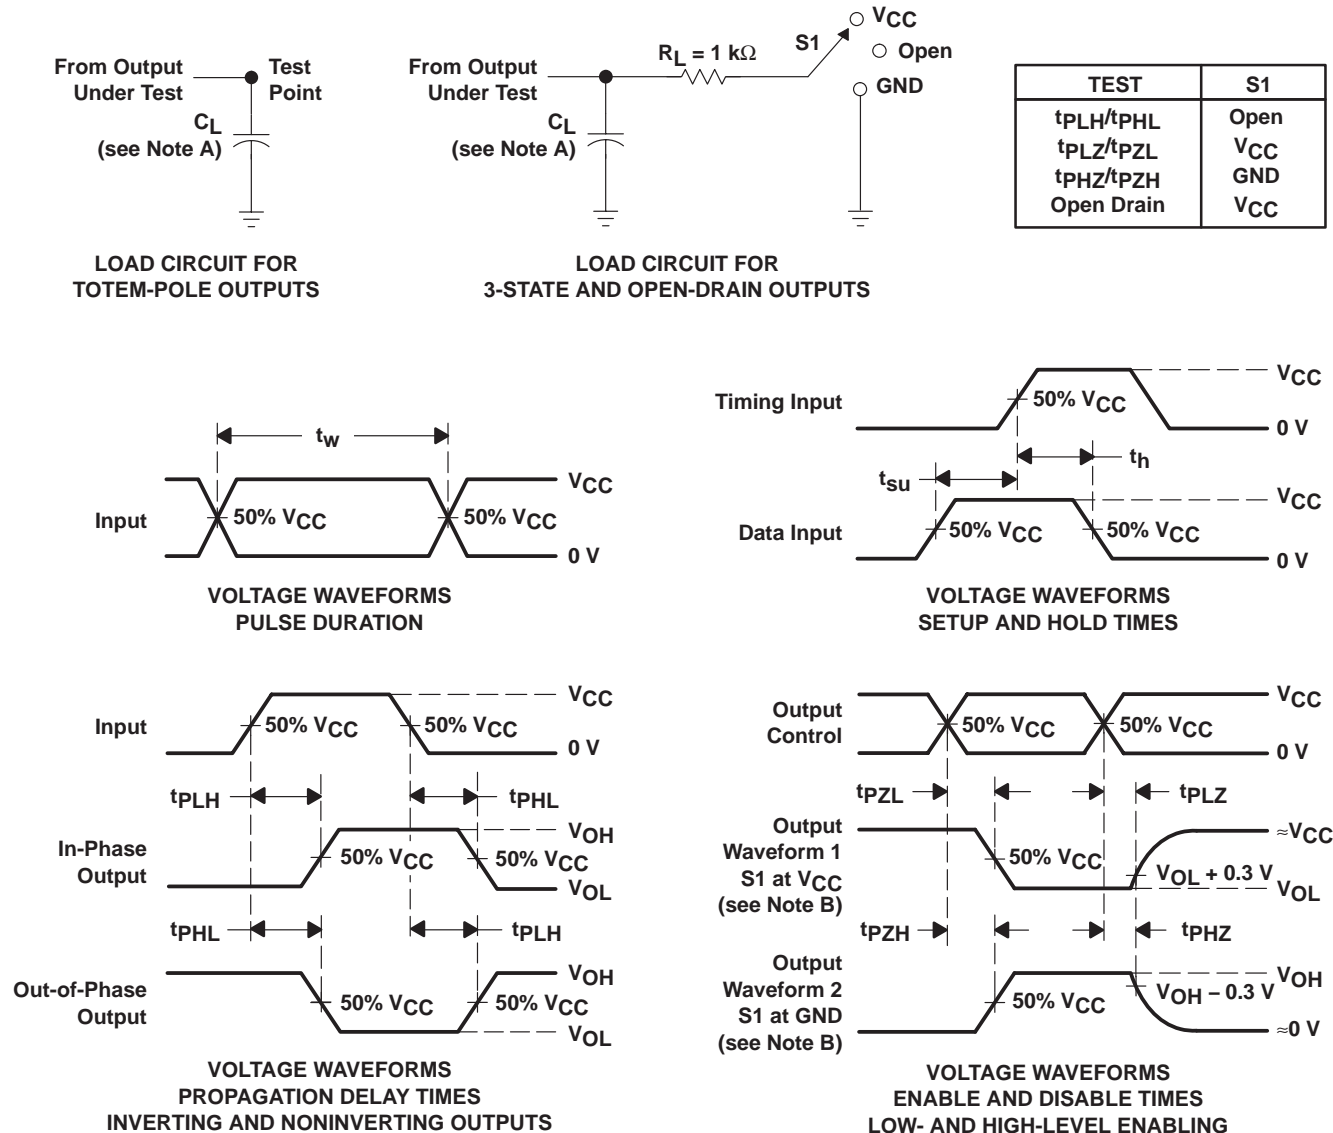 From Output
Under Test
Test
Point
CL
(see Note A)
LOAD CIRCUIT FOR
TOTEM-POLE OUTPUTS
From Output
Under Test
RL = 1 kΩ
S1
VCC
Open
GND
CL
(see Note A)
LOAD CIRCUIT FOR
3-STATE AND OPEN-DRAIN OUTPUTS
TEST S1
tPLH/tPHL Open
tPLZ/tPZL VCC
tPHZ/tPZH GND
Open Drain VCC
tw
Input
50% VCC
50% VCC
VCC
0 V
VOLTAGE WAVEFORMS
PULSE DURATION
Timing Input
50% VCC
VCC
0 V
tsu
th
Data Input
50% VCC
50% VCC
VCC
0 V
VOLTAGE WAVEFORMS
SETUP AND HOLD TIMES
Input
50% VCC
50% VCC
VCC
0 V
tPLH
tPHL
In-Phase
Output
50% VCC
50% VCC
VOH
VOL
tPHL
tPLH
Out-of-Phase
Output
50% VCC
50% VCC
VOH
VOL
VOLTAGE WAVEFORMS
PROPAGATION DELAY TIMES
INVERTING AND NONINVERTING OUTPUTS
Output
Control
50% VCC
50% VCC
VCC
0 V
tPZL
tPLZ
Output
Waveform 1
S1 at VCC
(see Note B)
50% VCC
≈VCC
VOL + 0.3 V
VOL
tPZH
tPHZ
Output
Waveform 2
S1 at GND
(see Note B)
50% VCC
VOH
VOH – 0.3 V
≈0 V
VOLTAGE WAVEFORMS
ENABLE AND DISABLE TIMES
LOW- AND HIGH-LEVEL ENABLING